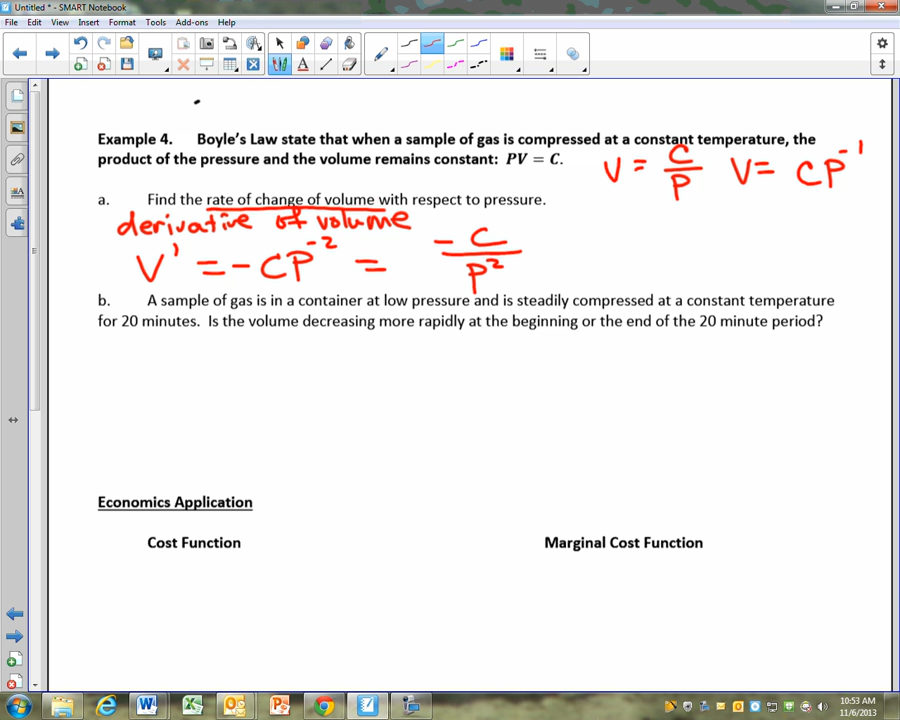 Untitled * - SMART Notebook
File Edit View Insert Format Tools Add-ons Help
Example 4. Boyle's Law state that when a sample of gas is compressed at a constant temperature, the
product of the pressure and the volume remains constant: PV = C.
V = C/P V = CP⁻¹
a. Find the rate of change of volume with respect to pressure.
derivative of volume
V' = -CP⁻² = -C/P²
b. A sample of gas is in a container at low pressure and is steadily compressed at a constant temperature
for 20 minutes. Is the volume decreasing more rapidly at the beginning or the end of the 20 minute period?
Economics Application
Cost Function Marginal Cost Function
10:53 AM
11/6/2013